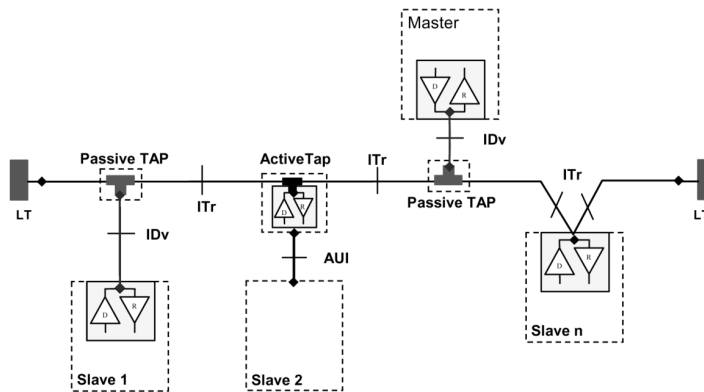 Master
D
R
IDv
Passive TAP
ActiveTap
ITr
ITr
LT
ITr
Passive TAP
D
R
LT
IDv
AUI
D
R
D
R
Slave n
Slave 1
Slave 2